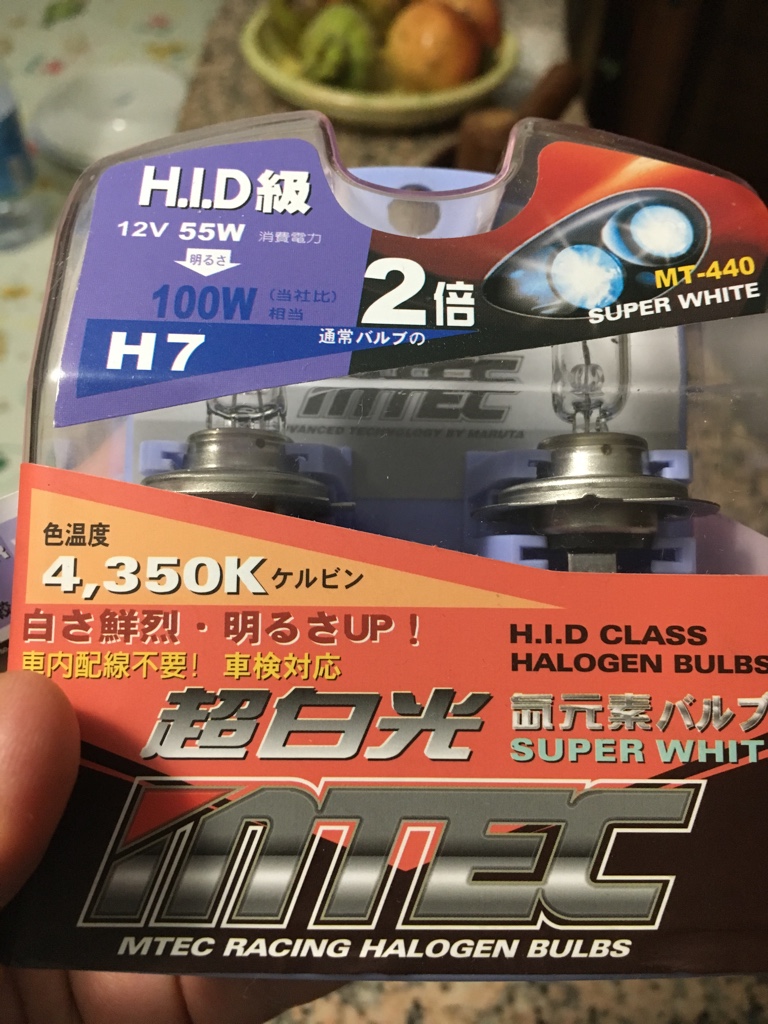 H.I.D級
12V 55W 消費電力
明るさ
100W (当社比)相当
2倍
通常バルブの
H7
MT-440
SUPER WHITE
MTEC
ADVANCED TECHNOLOGY BY MARUTA
色温度
4,350Kケルビン
白さ鮮烈・明るさUP!
車内配線不要! 車検対応
H.I.D CLASS
HALOGEN BULBS
超白光
氙元素バルブ
SUPER WHIT
MTEC
MTEC RACING HALOGEN BULBS